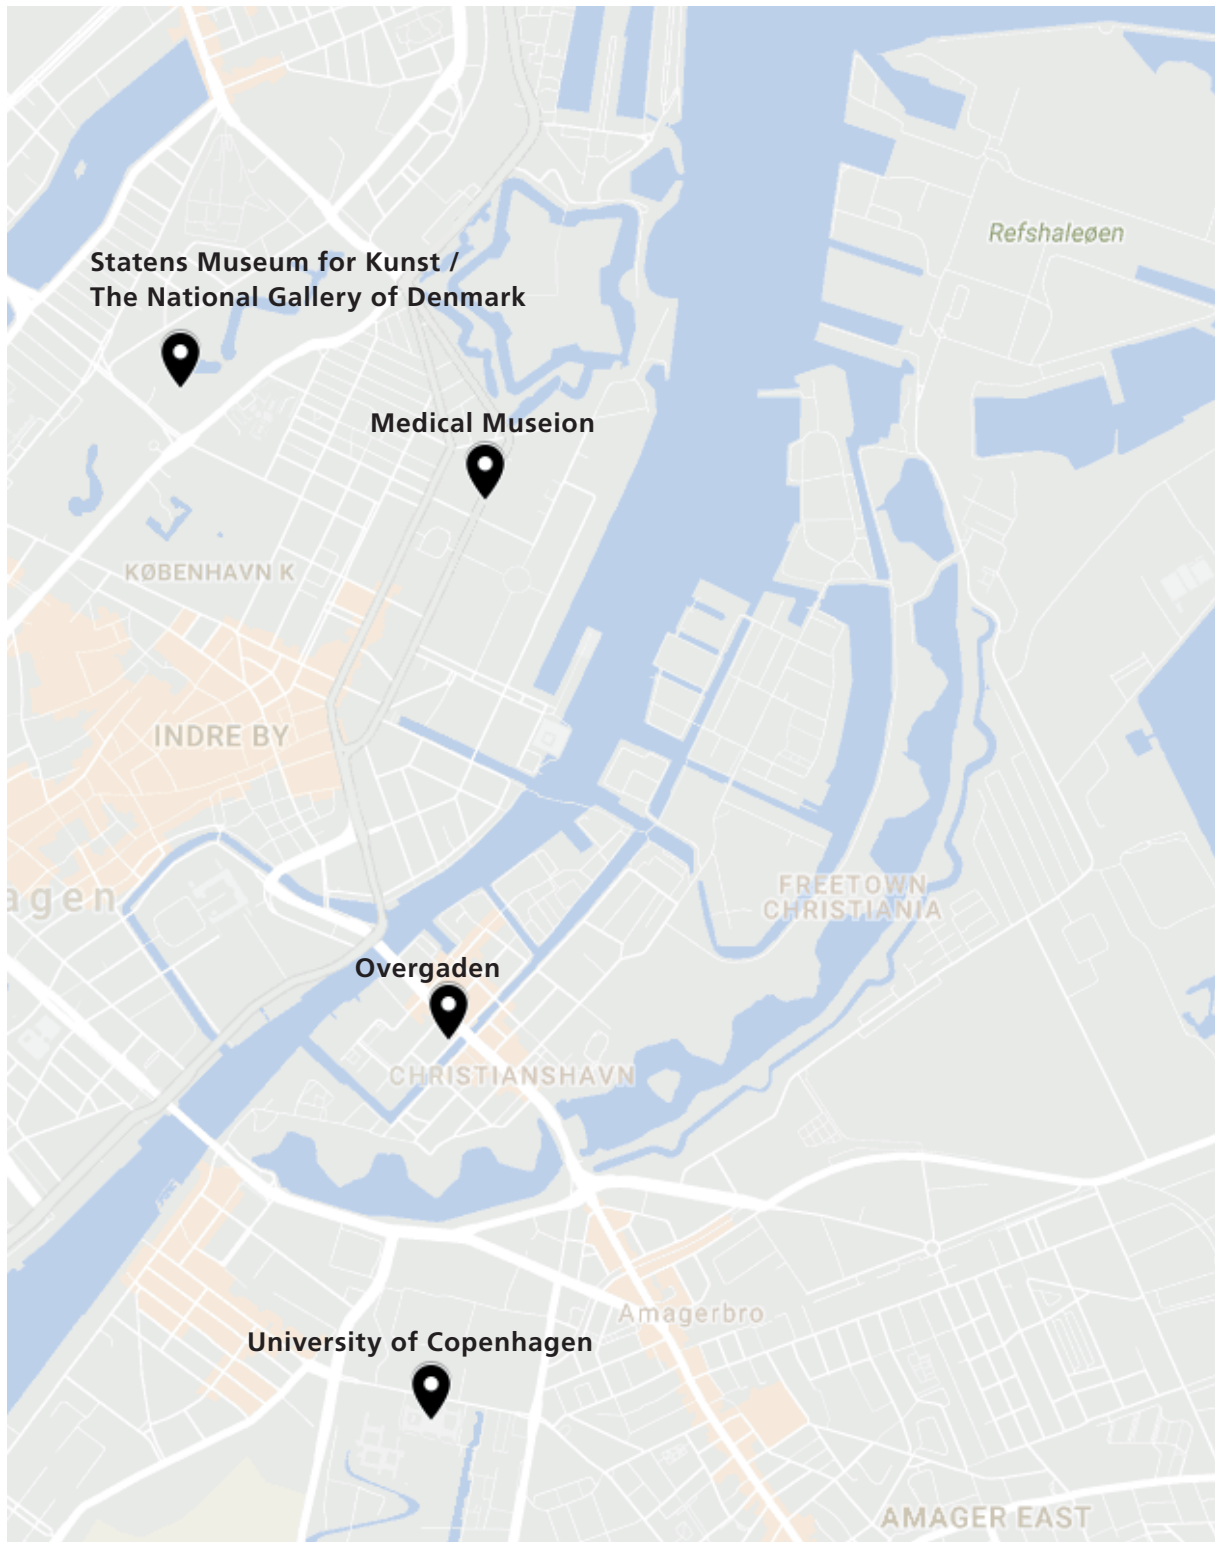 Refshaleøen
Statens Museum for Kunst /
The National Gallery of Denmark
Medical Museion
KØBENHAVN K
INDRE BY
agen
FREETOWN
CHRISTIANIA
Overgaden
CHRISTIANSHAVN
Amagerbro
University of Copenhagen
AMAGER EAST